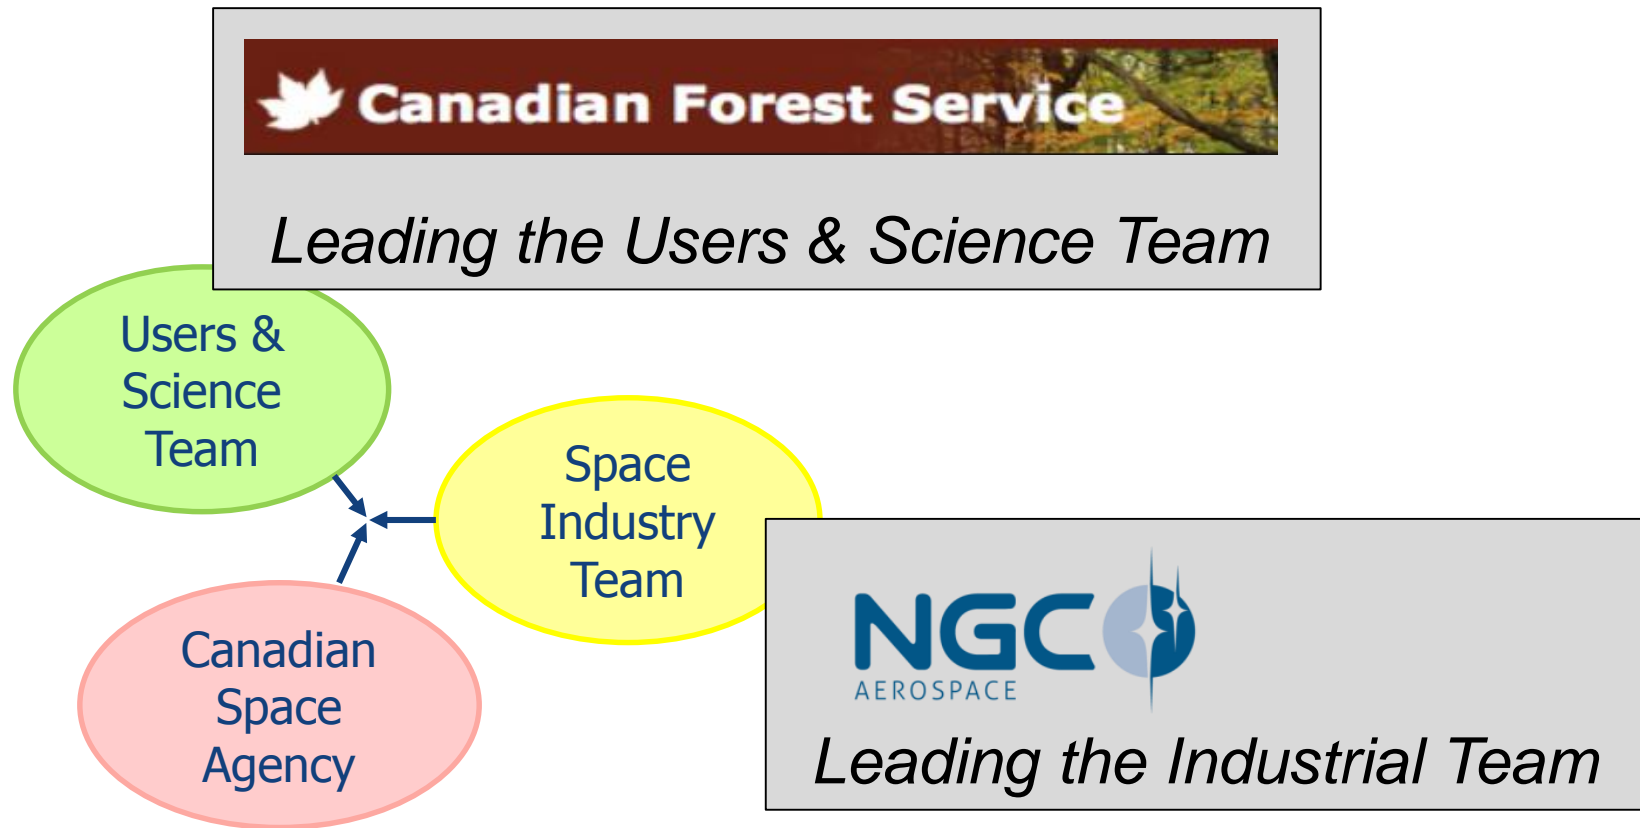 Canadian Forest Service
Leading the Users & Science Team
Users &
Science
Team
Space
Industry
Team
Canadian
Space
Agency
NGC
AEROSPACE
Leading the Industrial Team